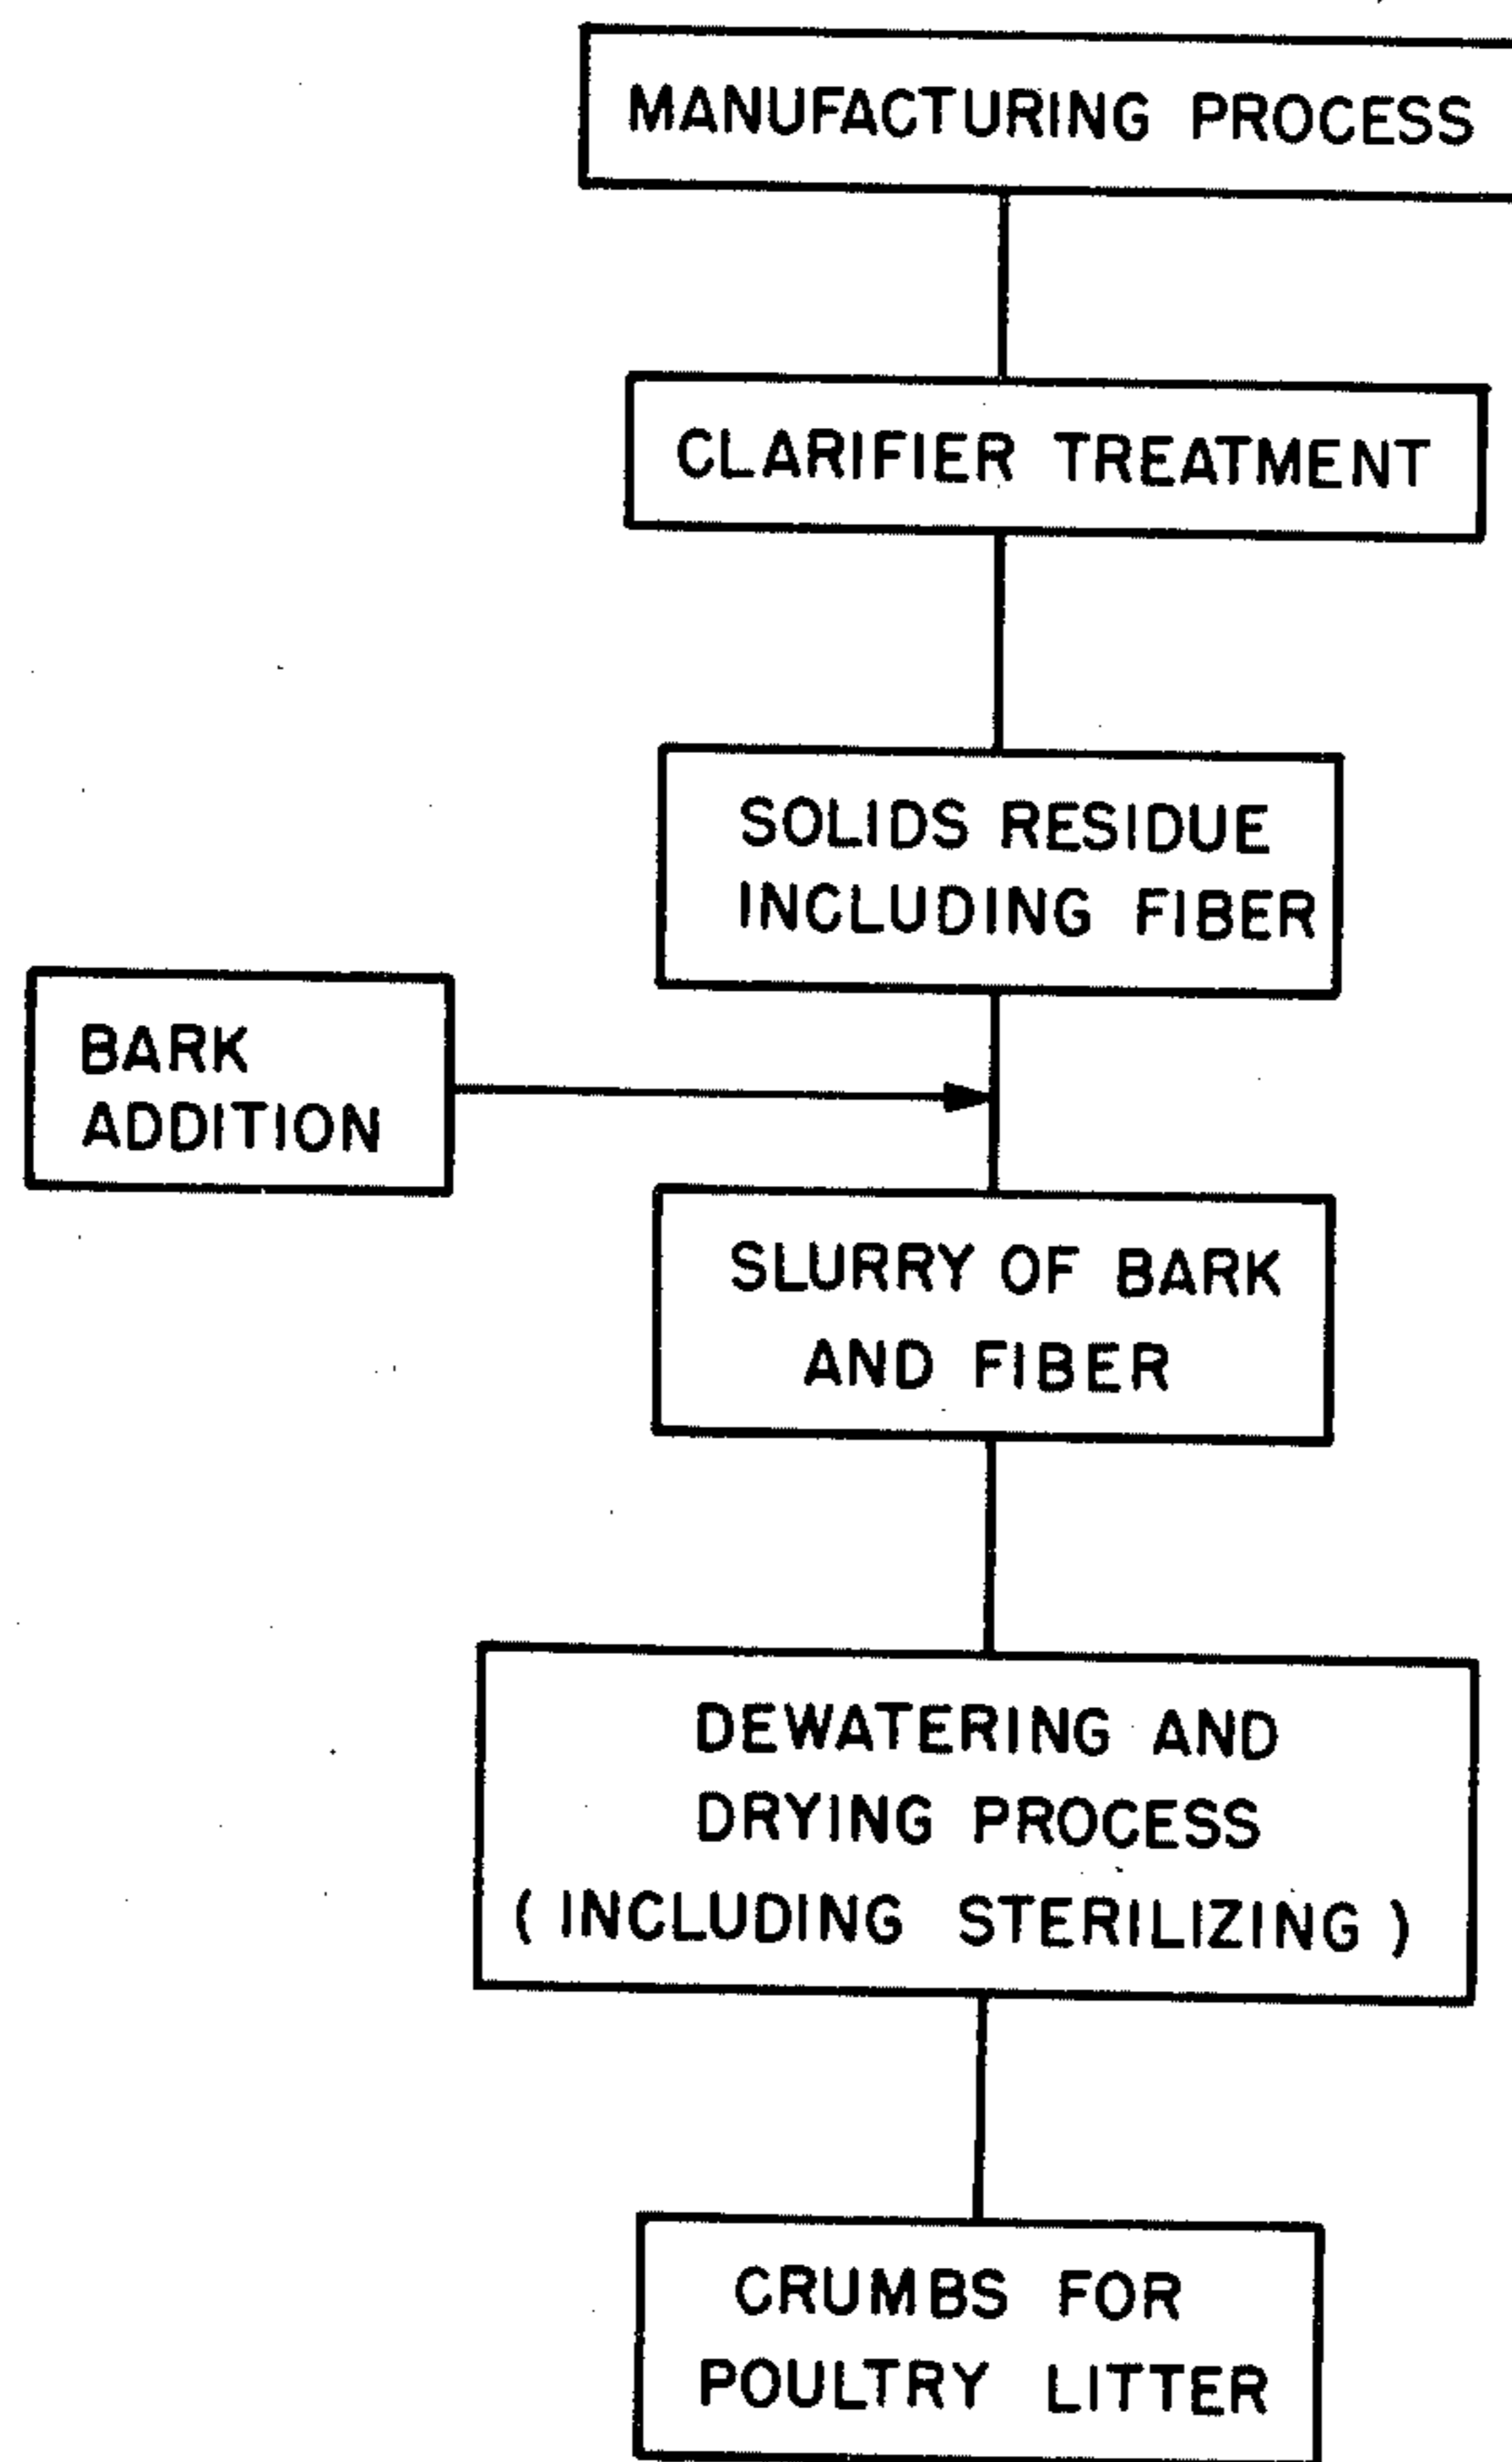 MANUFACTURING PROCESS
CLARIFIER TREATMENT
SOLIDS RESIDUE
INCLUDING FIBER
BARK
ADDITION
SLURRY OF BARK
AND FIBER
DEWATERING AND
DRYING PROCESS
( INCLUDING STERILIZING )
CRUMBS FOR
POULTRY LITTER